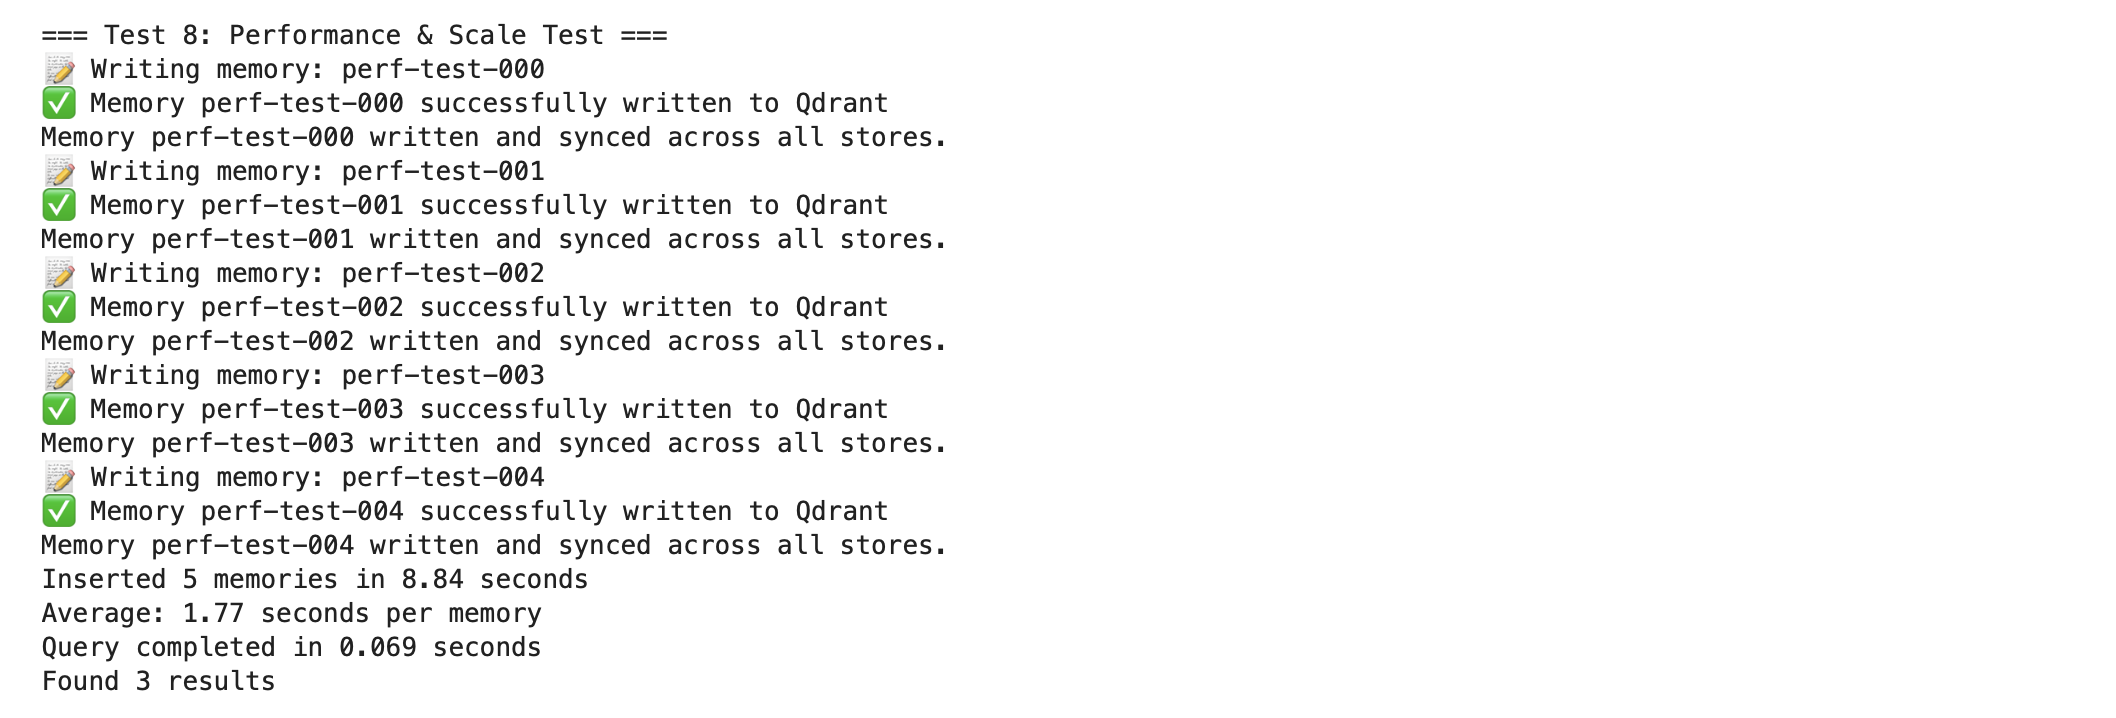 === Test 8: Performance & Scale Test ===
📝 Writing memory: perf-test-000
✅ Memory perf-test-000 successfully written to Qdrant
Memory perf-test-000 written and synced across all stores.
📝 Writing memory: perf-test-001
✅ Memory perf-test-001 successfully written to Qdrant
Memory perf-test-001 written and synced across all stores.
📝 Writing memory: perf-test-002
✅ Memory perf-test-002 successfully written to Qdrant
Memory perf-test-002 written and synced across all stores.
📝 Writing memory: perf-test-003
✅ Memory perf-test-003 successfully written to Qdrant
Memory perf-test-003 written and synced across all stores.
📝 Writing memory: perf-test-004
✅ Memory perf-test-004 successfully written to Qdrant
Memory perf-test-004 written and synced across all stores.
Inserted 5 memories in 8.84 seconds
Average: 1.77 seconds per memory
Query completed in 0.069 seconds
Found 3 results